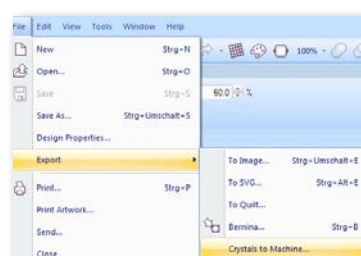 File Edit View Tools Window Help
New Strg+N
100%
Open... Strg+O
Save Strg+S
60.0 %
Save As... Strg+Umschalt+S
Design Properties...
Export
To Image... Strg+Umschalt+E
Print... Strg+P
To SVG... Strg+Alt+E
Print Artwork...
To Quilt...
Send...
Bernina... Strg+B
Close
Crystals to Machine...